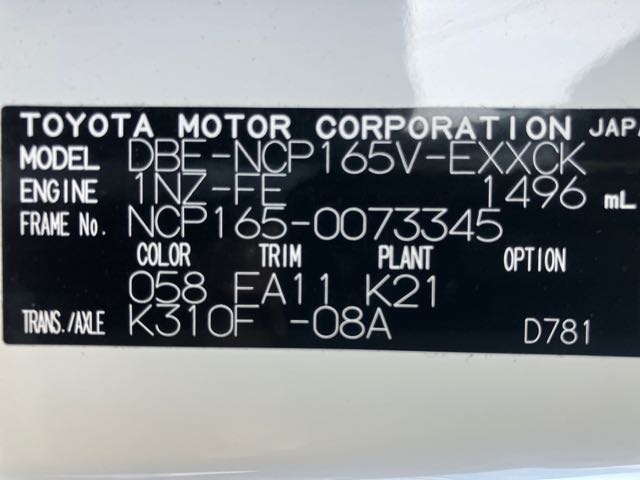 TOYOTA MOTOR CORPORATION JAPA
MODEL DBE-NCP165V-EXXCK
ENGINE 1NZ-FE 1496 mL
FRAME No. NCP165-0073345
COLOR TRIM PLANT OPTION
058 FA11 K21
TRANS./AXLE K310F -08A D781